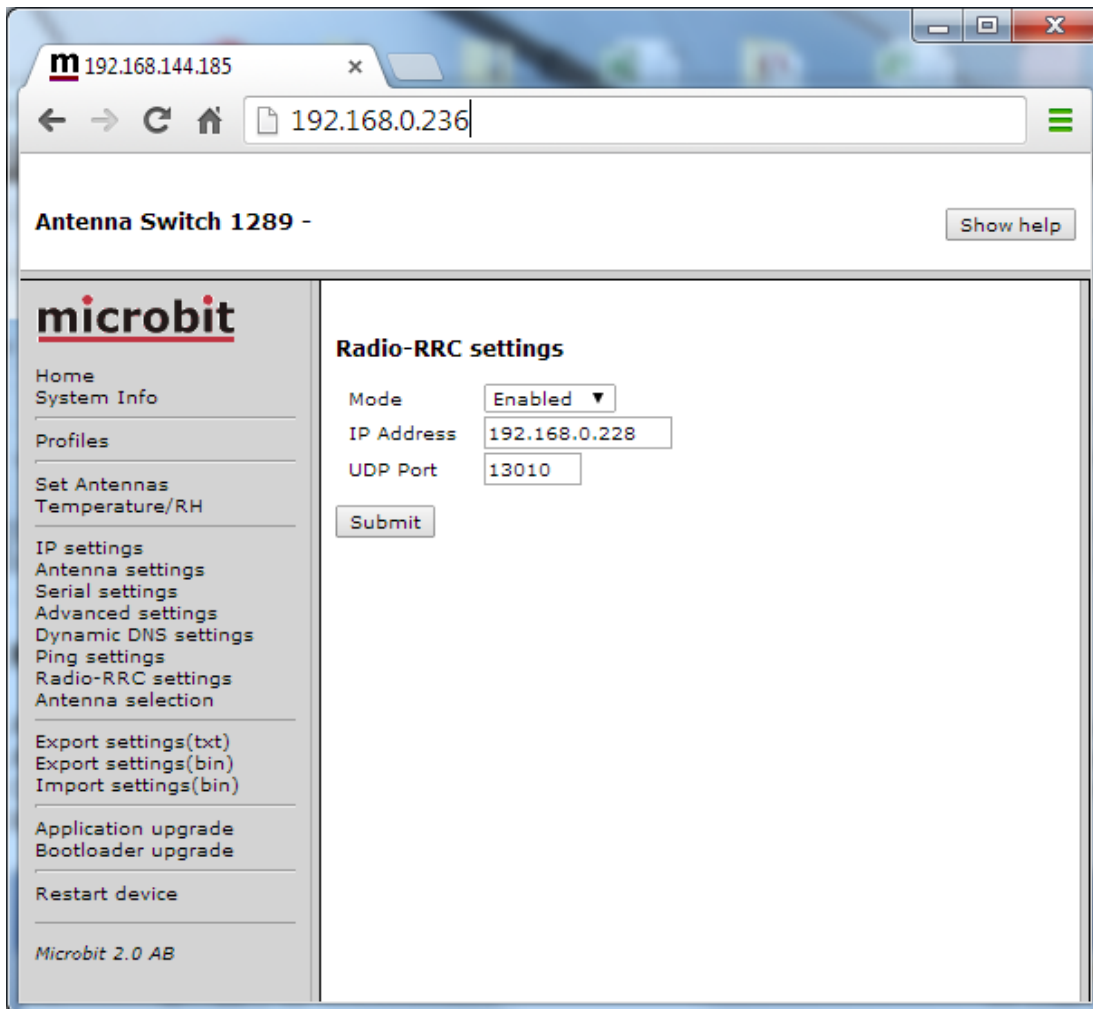 m 192.168.144.185
192.168.0.236
Antenna Switch 1289 -
Show help
microbit
Home
System Info
Profiles
Set Antennas
Temperature/RH
IP settings
Antenna settings
Serial settings
Advanced settings
Dynamic DNS settings
Ping settings
Radio-RRC settings
Antenna selection
Export settings(txt)
Export settings(bin)
Import settings(bin)
Application upgrade
Bootloader upgrade
Restart device
Microbit 2.0 AB
Radio-RRC settings
Mode Enabled
IP Address 192.168.0.228
UDP Port 13010
Submit